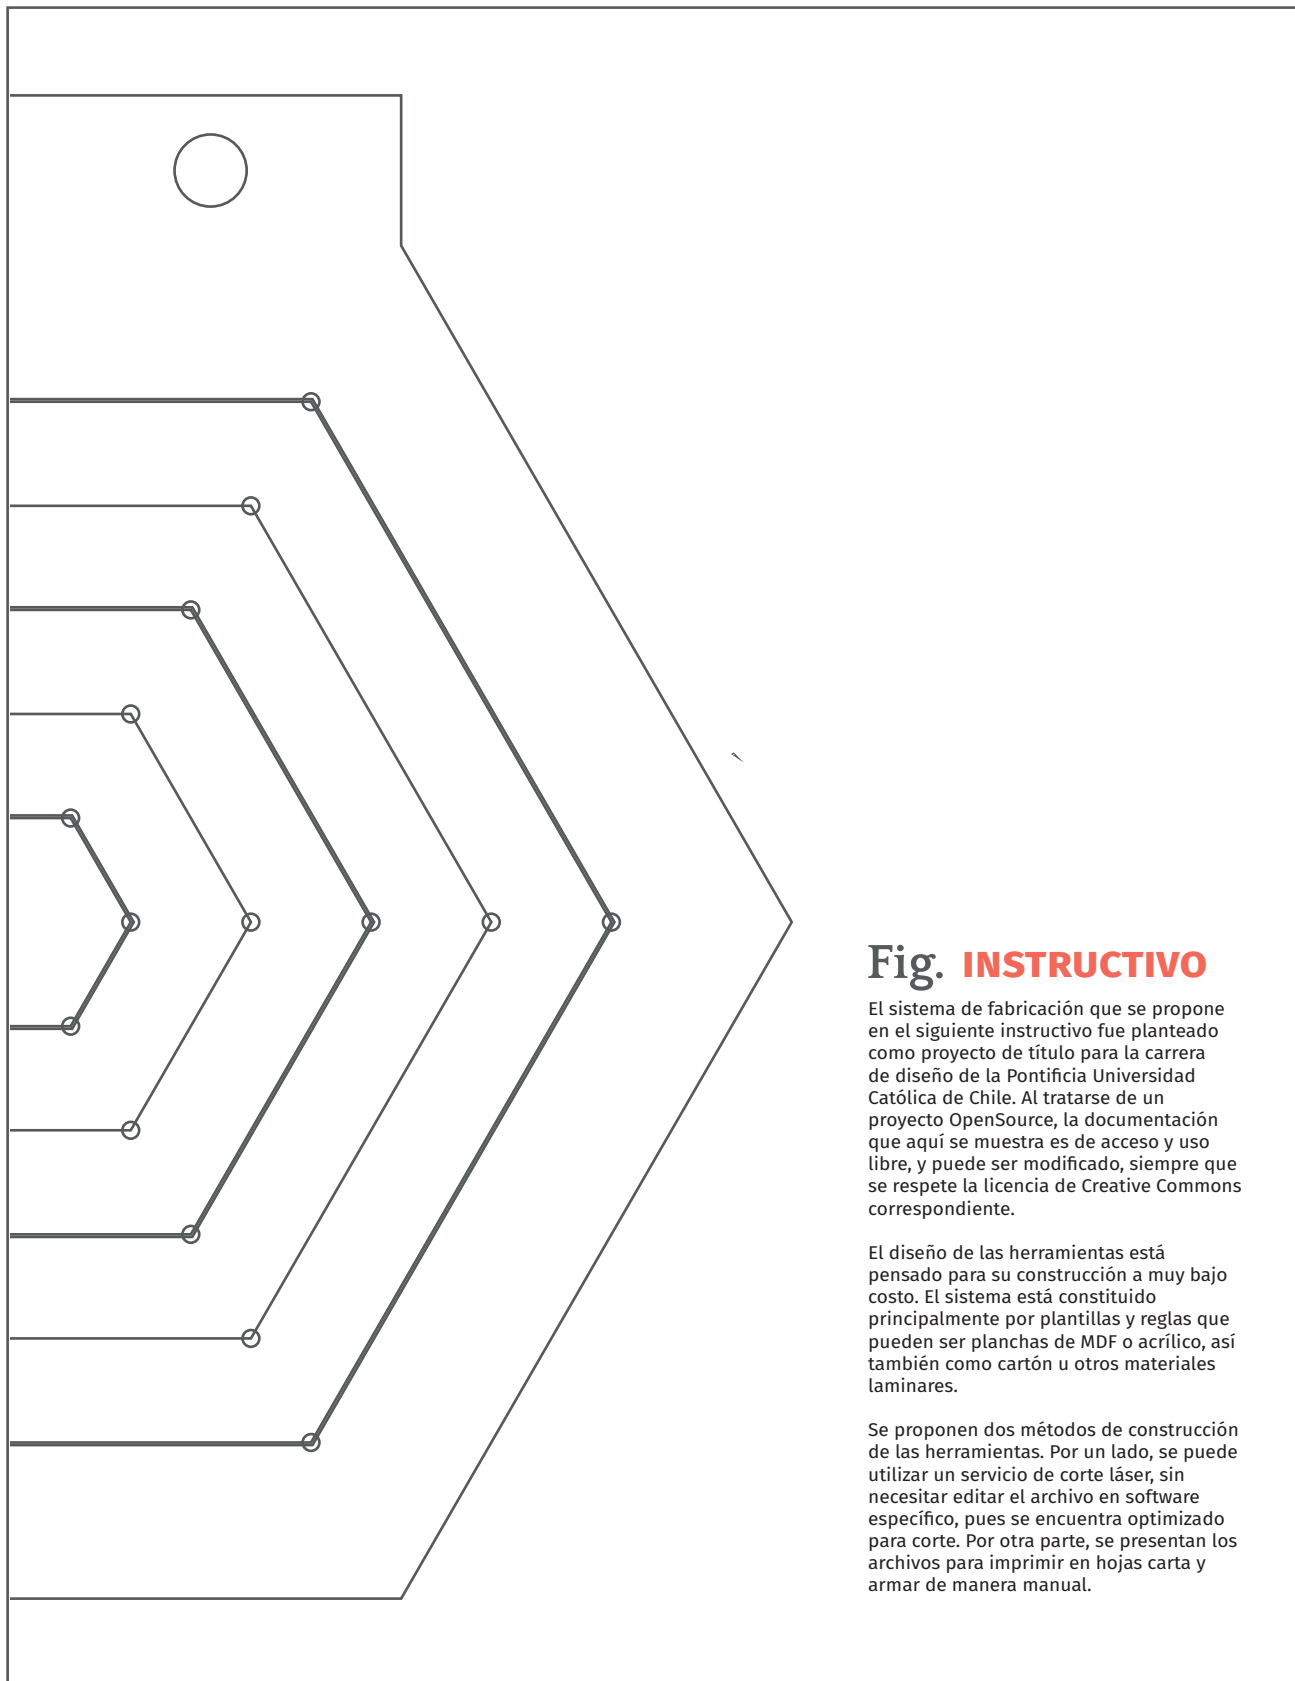 Fig. INSTRUCTIVO
El sistema de fabricación que se propone
en el siguiente instructivo fue planteado
como proyecto de título para la carrera
de diseño de la Pontificia Universidad
Católica de Chile. Al tratarse de un
proyecto OpenSource, la documentación
que aquí se muestra es de acceso y uso
libre, y puede ser modificado, siempre que
se respete la licencia de Creative Commons
correspondiente.
El diseño de las herramientas está
pensado para su construcción a muy bajo
costo. El sistema está constituido
principalmente por plantillas y reglas que
pueden ser planchas de MDF o acrílico, así
también como cartón u otros materiales
laminares.
Se proponen dos métodos de construcción
de las herramientas. Por un lado, se puede
utilizar un servicio de corte láser, sin
necesitar editar el archivo en software
específico, pues se encuentra optimizado
para corte. Por otra parte, se presentan los
archivos para imprimir en hojas carta y
armar de manera manual.